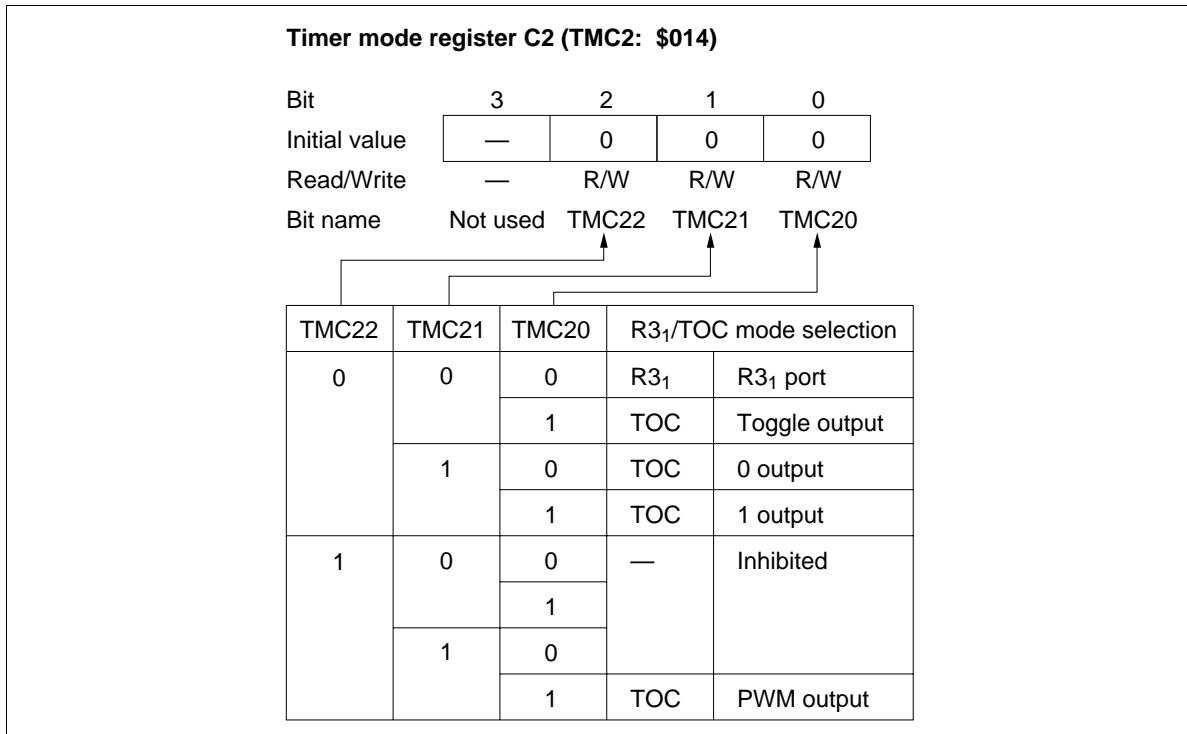 Timer mode register C2 (TMC2: $014)
Bit 3 2 1 0
Initial value — 0 0 0
Read/Write — R/W R/W R/W
Bit name Not used TMC22 TMC21 TMC20
TMC22 TMC21 TMC20 R3₁/TOC mode selection
0 0 0 R3₁ R3₁ port
1 TOC Toggle output
1 0 TOC 0 output
1 TOC 1 output
1 0 0 — Inhibited
1
1 0
1 TOC PWM output